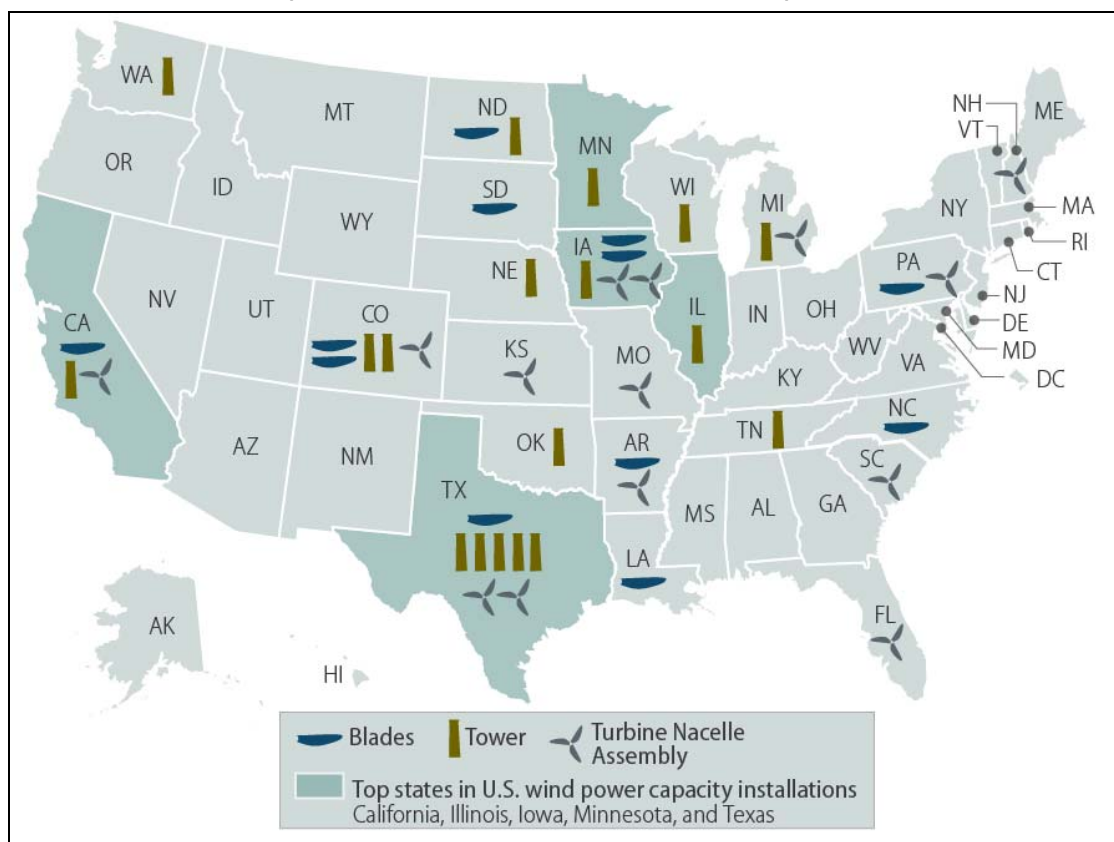 WA
MT
ND
MN
OR
ID
SD
WI
MI
WY
NH
VT
ME
NY
MA
RI
CT
NJ
DE
MD
DC
IA
NE
PA
NV
UT
CO
CA
IL
IN
OH
KS
MO
WV
VA
KY
NC
TN
AZ
NM
OK
AR
SC
TX
MS
AL
GA
LA
FL
AK
HI
Blades
Tower
Turbine Nacelle
Assembly
Top states in U.S. wind power capacity installations
California, Illinois, Iowa, Minnesota, and Texas